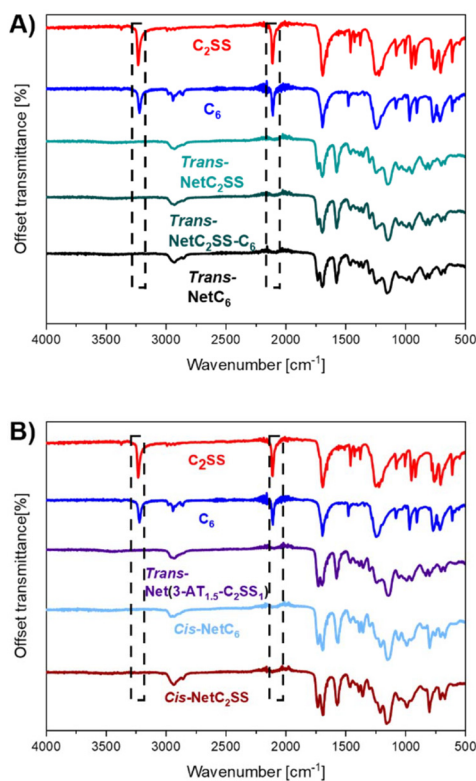 A)
Offset transmittance [%]
C₂SS
C₆
Trans-
NetC₂SS
Trans-
NetC₂SS-C₆
Trans-
NetC₆
4000 3500 3000 2500 2000 1500 1000 500
Wavenumber [cm⁻¹]
B)
Offset transmittance[%]
C₂SS
C₆
Trans-
Net(3-AT₁.₅-C₂SS₁)
Cis-NetC₆
Cis-NetC₂SS
4000 3500 3000 2500 2000 1500 1000 500
Wavenumber [cm⁻¹]